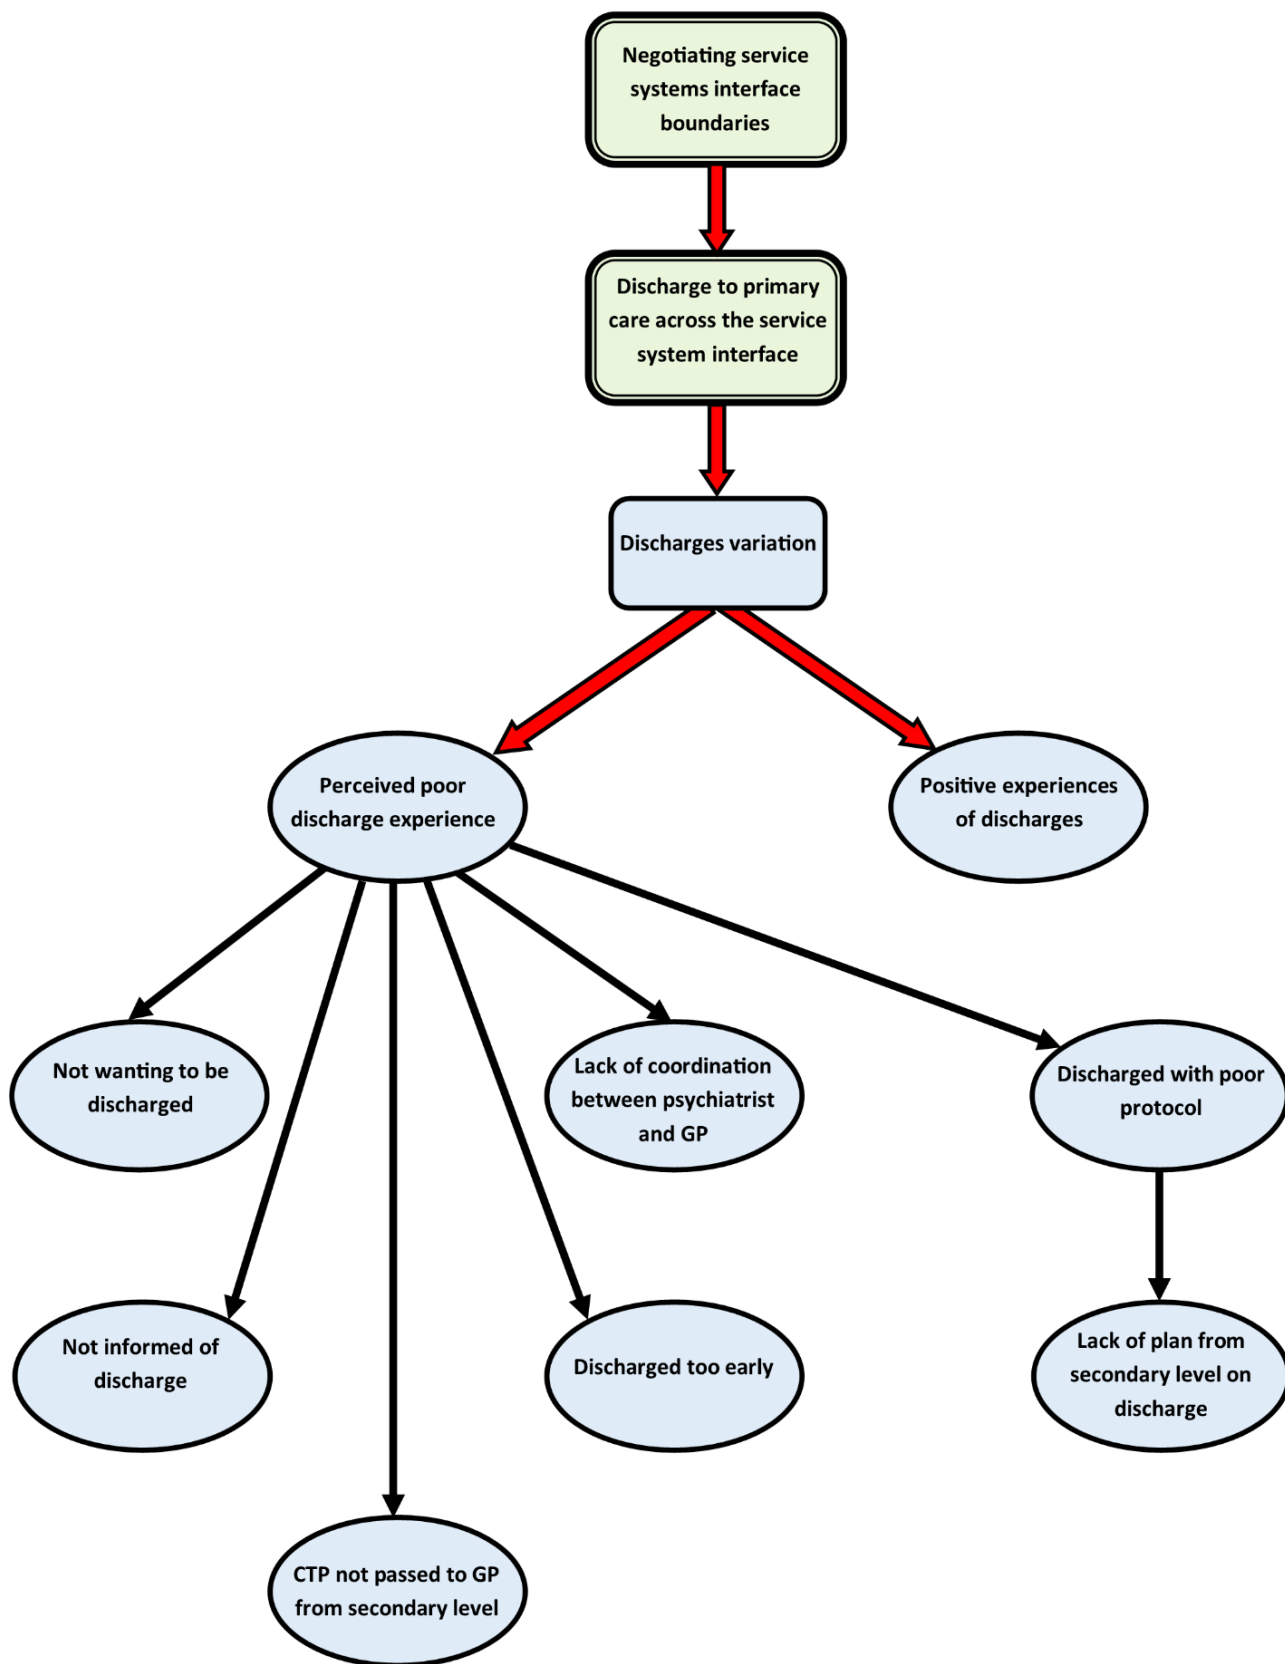 Negotiating service
systems interface
boundaries
Discharge to primary
care across the service
system interface
Discharges variation
Perceived poor
discharge experience
Positive experiences
of discharges
Not wanting to be
discharged
Lack of coordination
between psychiatrist
and GP
Discharged with poor
protocol
Not informed of
discharge
Discharged too early
Lack of plan from
secondary level on
discharge
CTP not passed to GP
from secondary level